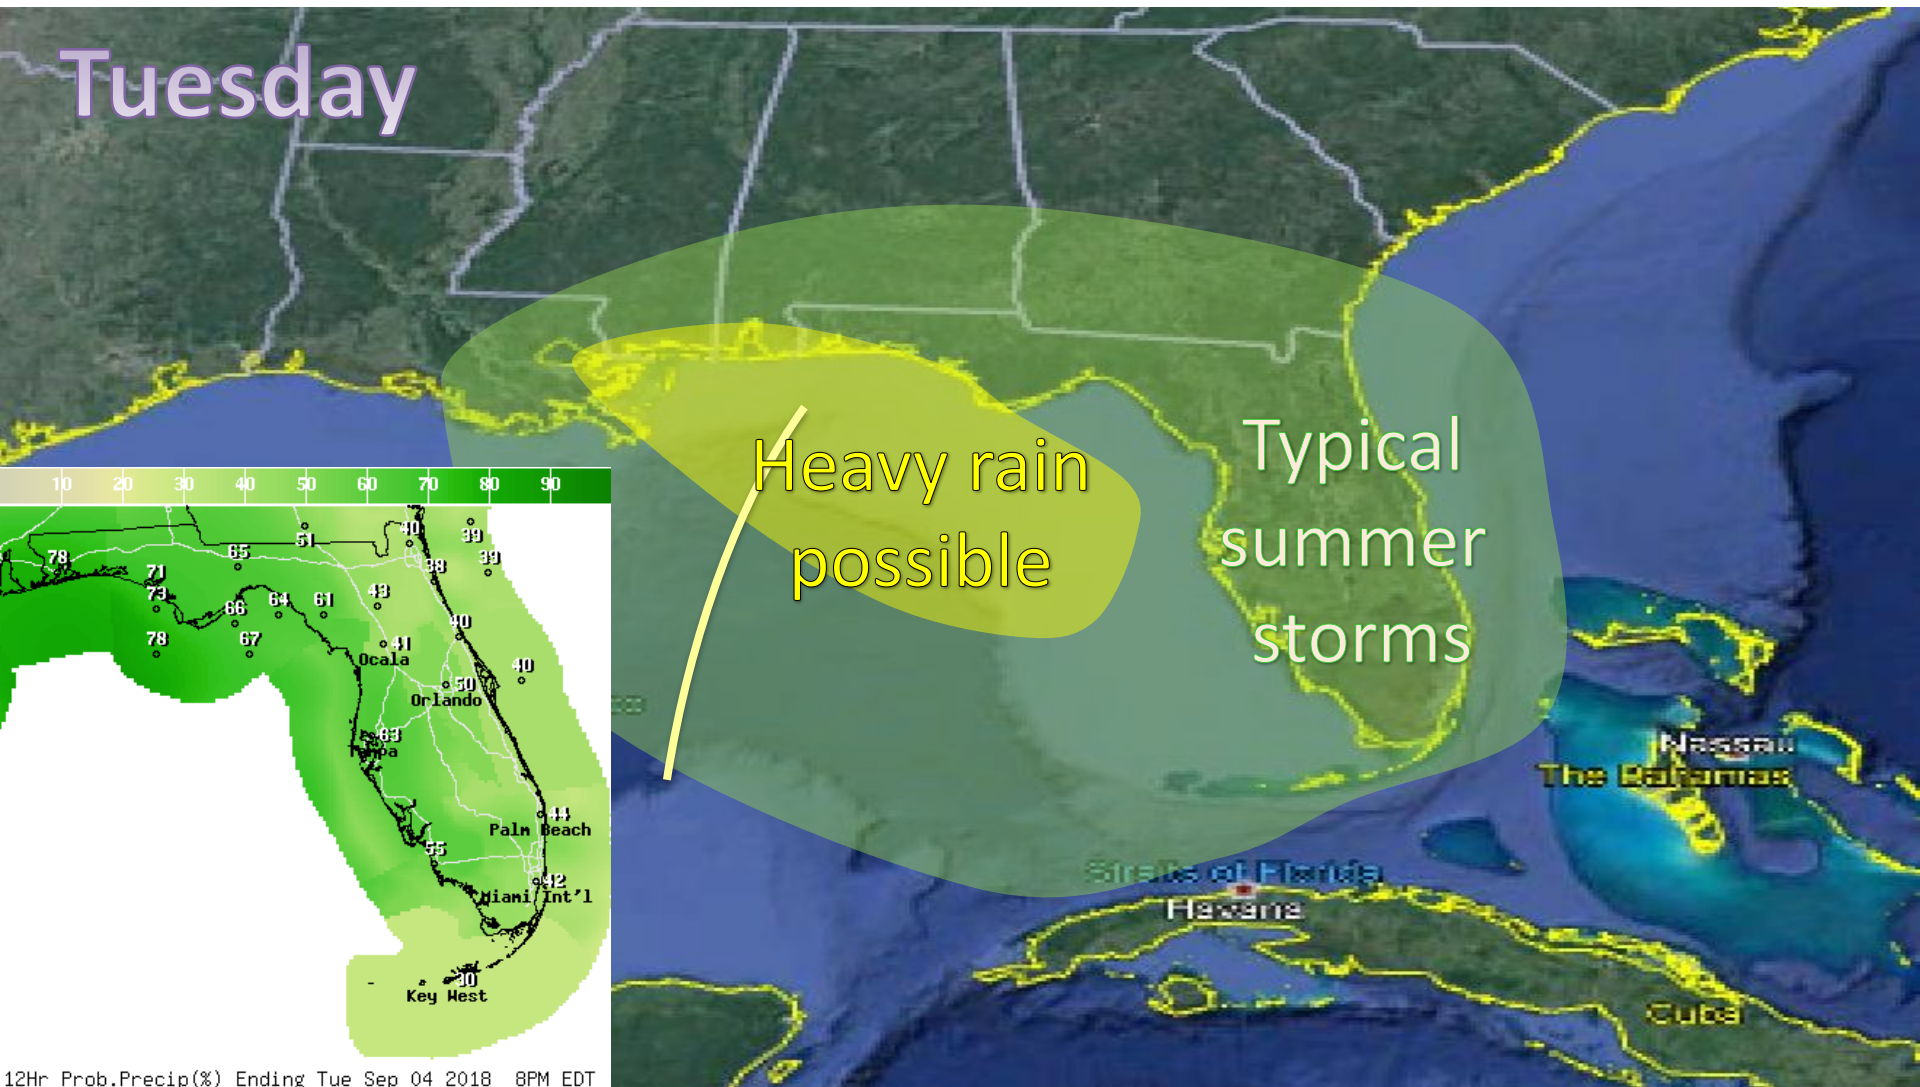 Tuesday
Heavy rain
possible
Typical
summer
storms
Nassau
The Bahamas
Straits of Florida
Havana
Cuba
10 20 30 40 50 60 70 80 90
78
71
73
78
65
66
67
64
51
61
43
41
Ocala
40
38
39
39
40
40
50
Orlando
63
Tampa
44
Palm Beach
55
42
Miami Int'l
30
Key West
12Hr Prob.Precip(%) Ending Tue Sep 04 2018 8PM EDT